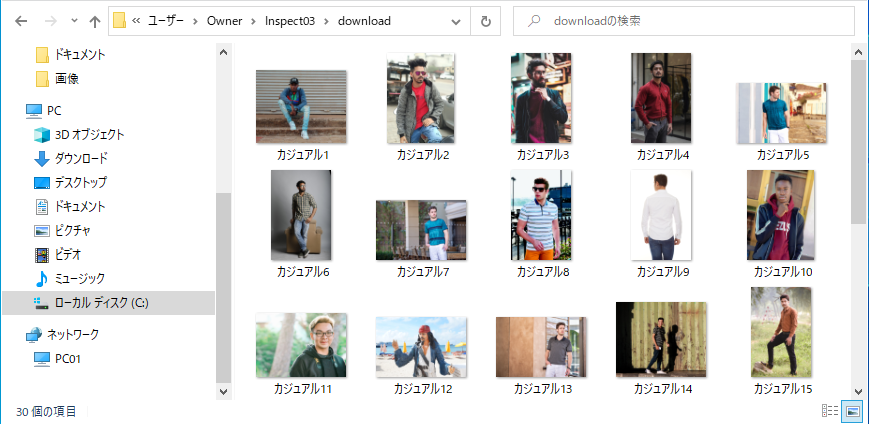 « ユーザー › Owner › Inspect03 › download
downloadの検索
ドキュメント
画像
PC
3D オブジェクト
ダウンロード
デスクトップ
ドキュメント
ピクチャ
ビデオ
ミュージック
ローカル ディスク (C:)
ネットワーク
PC01
カジュアル1
カジュアル2
カジュアル3
カジュアル4
カジュアル5
カジュアル6
カジュアル7
カジュアル8
カジュアル9
カジュアル10
カジュアル11
カジュアル12
カジュアル13
カジュアル14
カジュアル15
30 個の項目